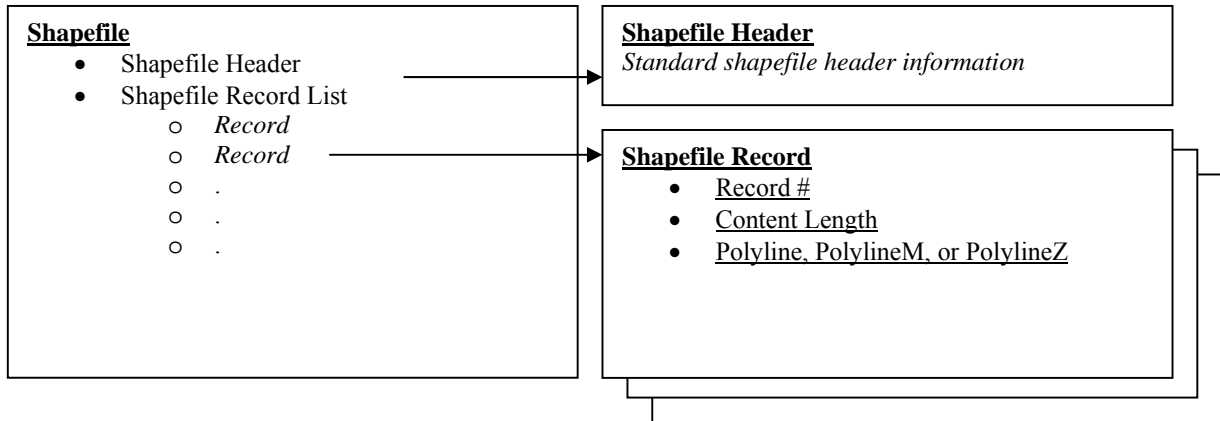 Shapefile
• Shapefile Header
• Shapefile Record List
o Record
o Record
o .
o .
o .
Shapefile Header
Standard shapefile header information
Shapefile Record
• Record #
• Content Length
• Polyline, PolylineM, or PolylineZ